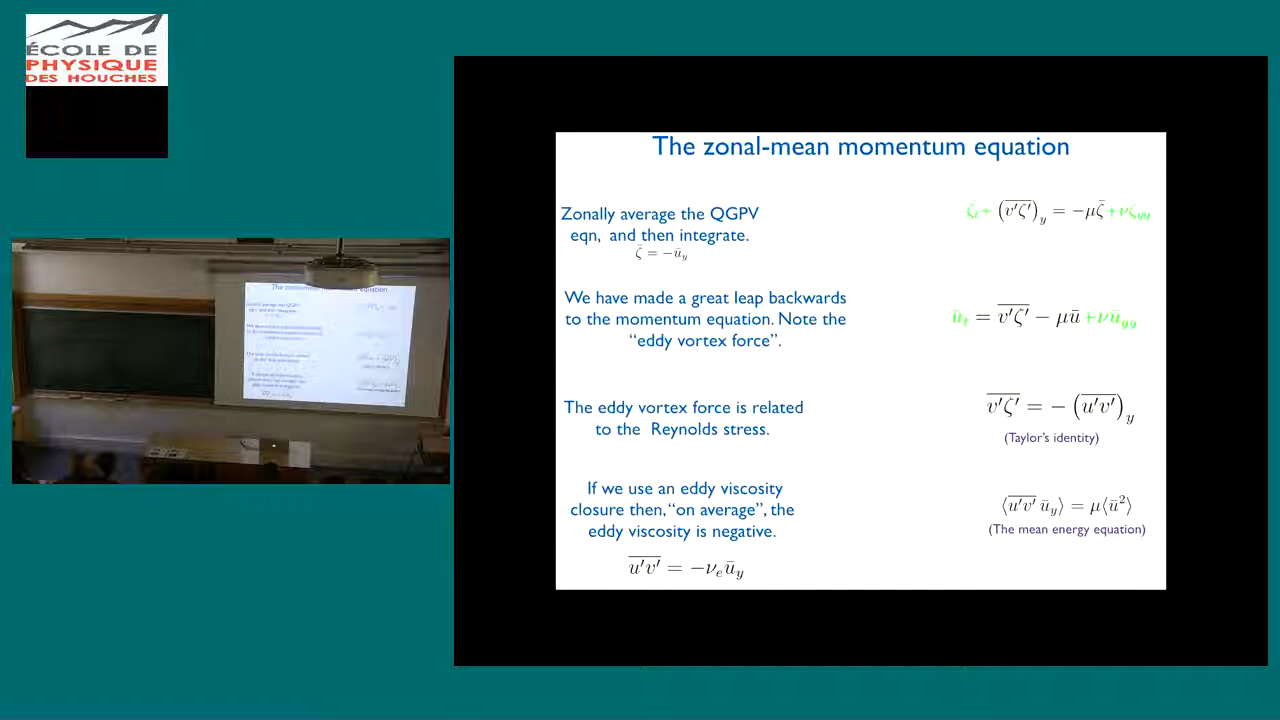 ÉCOLE DE
PHYSIQUE
DES HOUCHES
The zonal-mean momentum equation
Zonally average the QGPV
eqn, and then integrate.
ζ̄ = −ū_y
ζ̄_t + (\overline{v′ζ′})_y = −μζ̄ + νζ̄_yy
We have made a great leap backwards
to the momentum equation. Note the
“eddy vortex force”.
ū_t = \overline{v′ζ′} − μū + νū_yy
The eddy vortex force is related
to the Reynolds stress.
\overline{v′ζ′} = − (\overline{u′v′})_y
(Taylor’s identity)
If we use an eddy viscosity
closure then, “on average”, the
eddy viscosity is negative.
\overline{u′v′} = −ν_e ū_y
⟨\overline{u′v′} ū_y⟩ = μ⟨ū²⟩
(The mean energy equation)